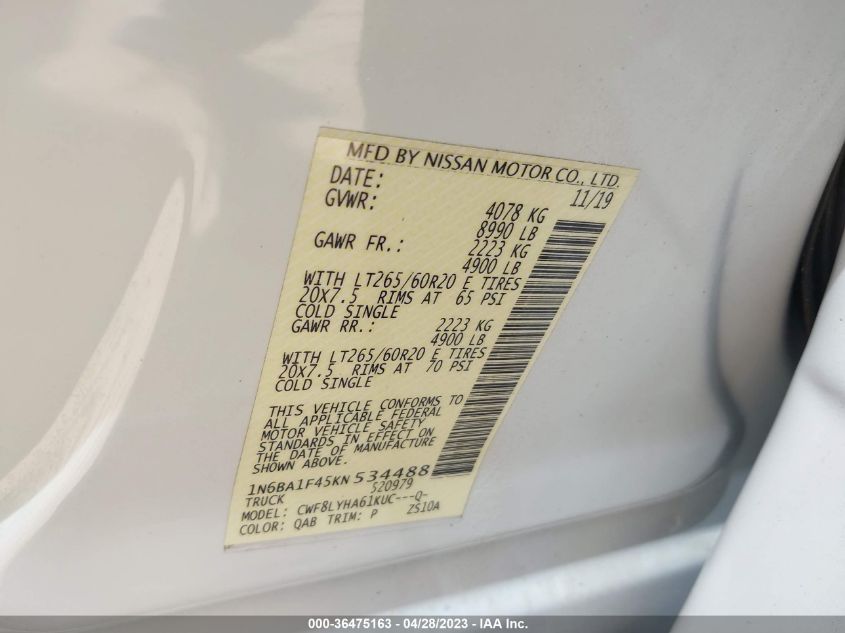 MFD BY NISSAN MOTOR CO., LTD.
DATE: 11/19
GVWR: 4078 KG
8990 LB
GAWR FR.: 2223 KG
4900 LB
WITH LT265/60R20 E TIRES
20X7.5 RIMS AT 65 PSI
COLD SINGLE
GAWR RR.: 2223 KG
4900 LB
WITH LT265/60R20 E TIRES
20X7.5 RIMS AT 70 PSI
COLD SINGLE
THIS VEHICLE CONFORMS TO
ALL APPLICABLE FEDERAL
MOTOR VEHICLE SAFETY
STANDARDS IN EFFECT ON
THE DATE OF MANUFACTURE
SHOWN ABOVE.
1N6BA1F45KN534488
TRUCK 520979
MODEL: CWF8LYHA61KUC---Q-
COLOR: QAB TRIM: P ZS10A
000-36475163 - 04/28/2023 - IAA Inc.